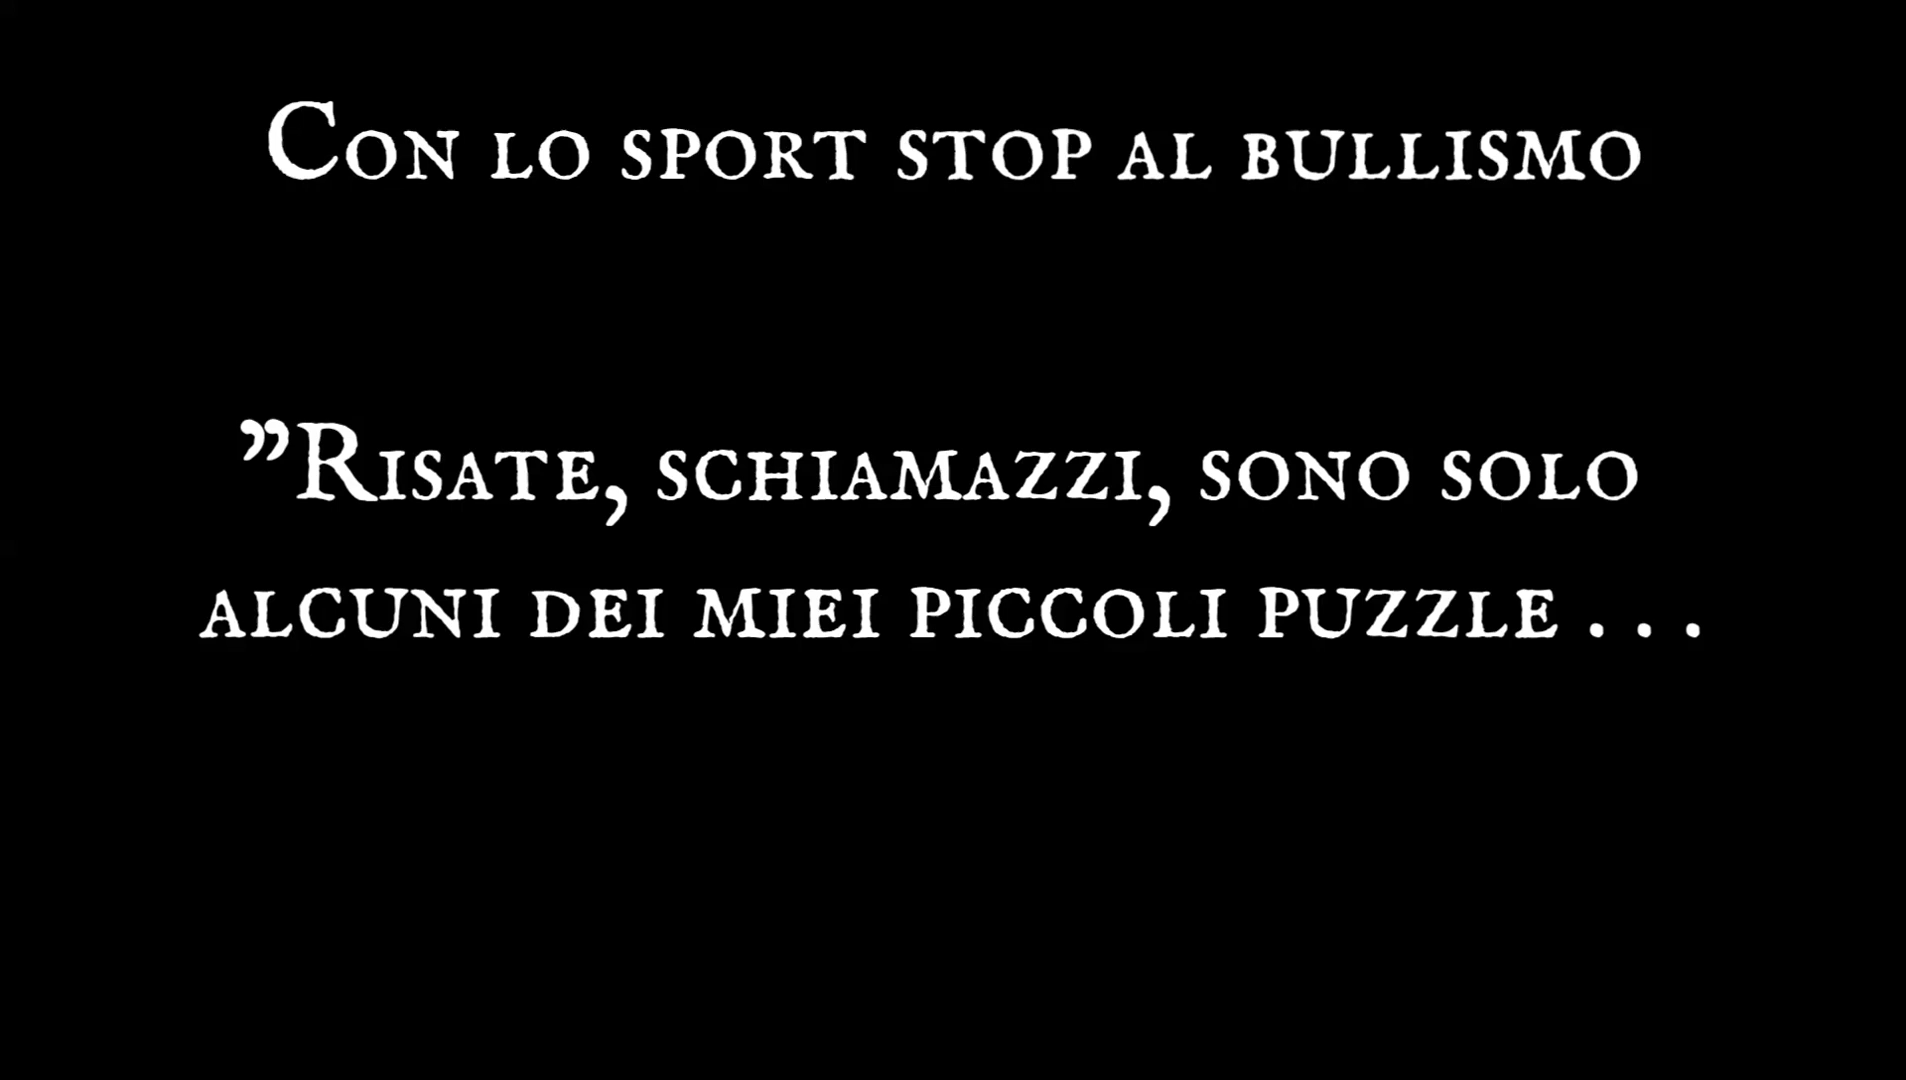 Con lo sport stop al bullismo
”Risate, schiamazzi, sono solo
alcuni dei miei piccoli puzzle . . .